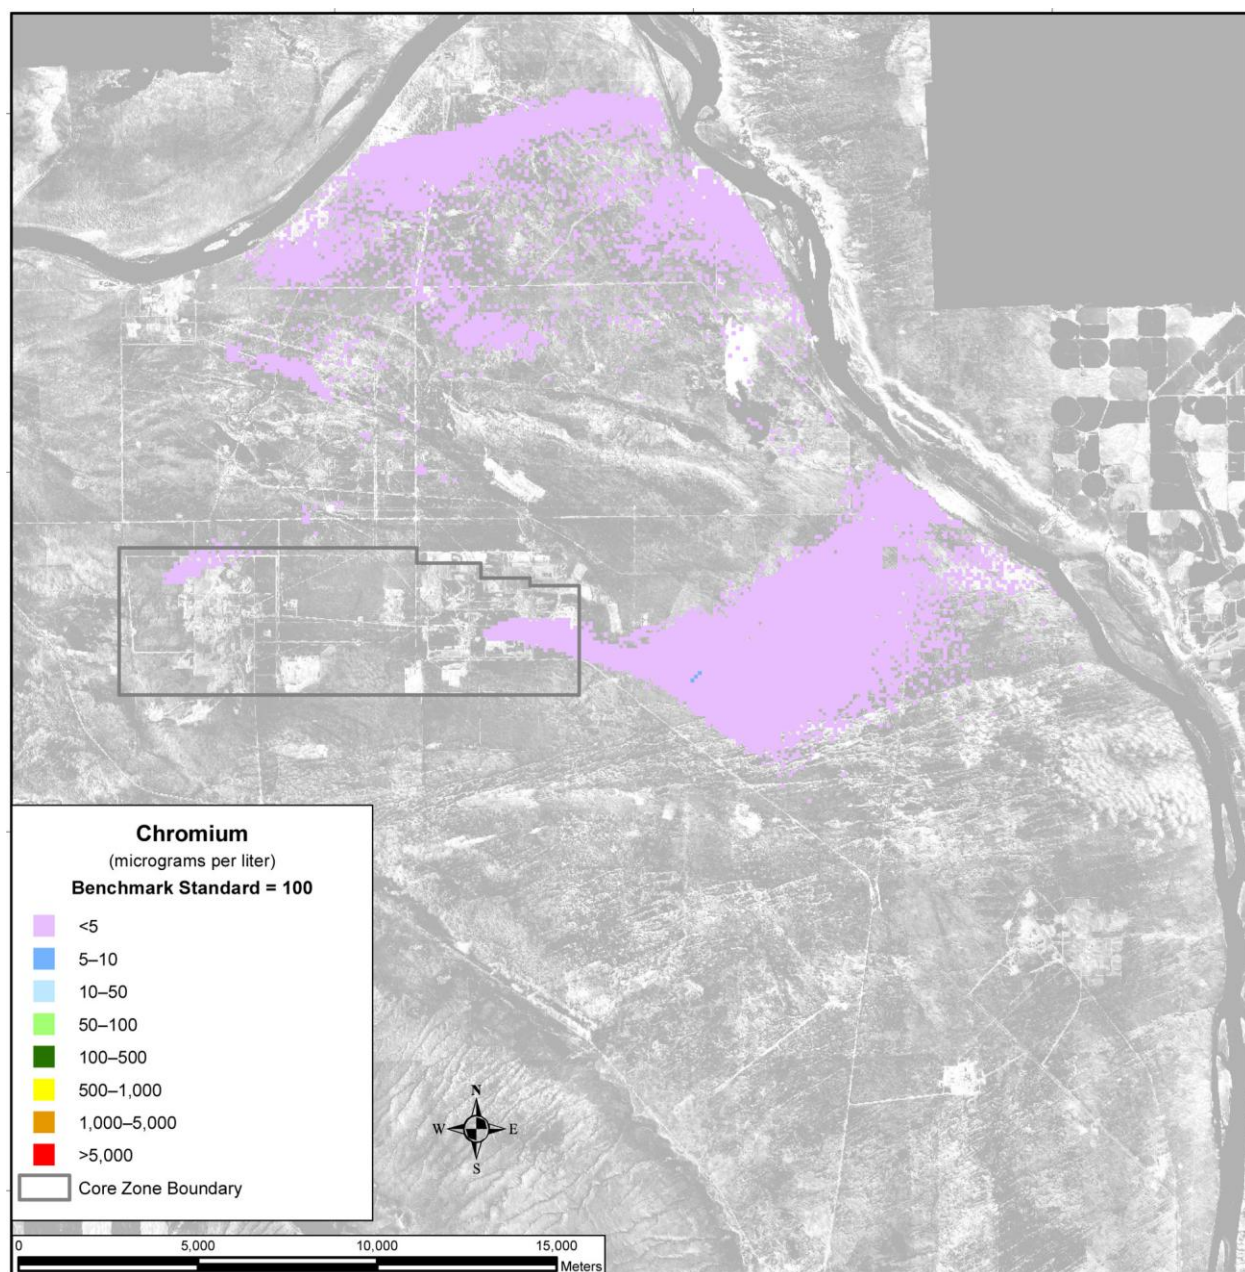 Chromium
(micrograms per liter)
Benchmark Standard = 100
<5
5–10
10–50
50–100
100–500
500–1,000
1,000–5,000
>5,000
Core Zone Boundary
N
W E
S
0 5,000 10,000 15,000
Meters